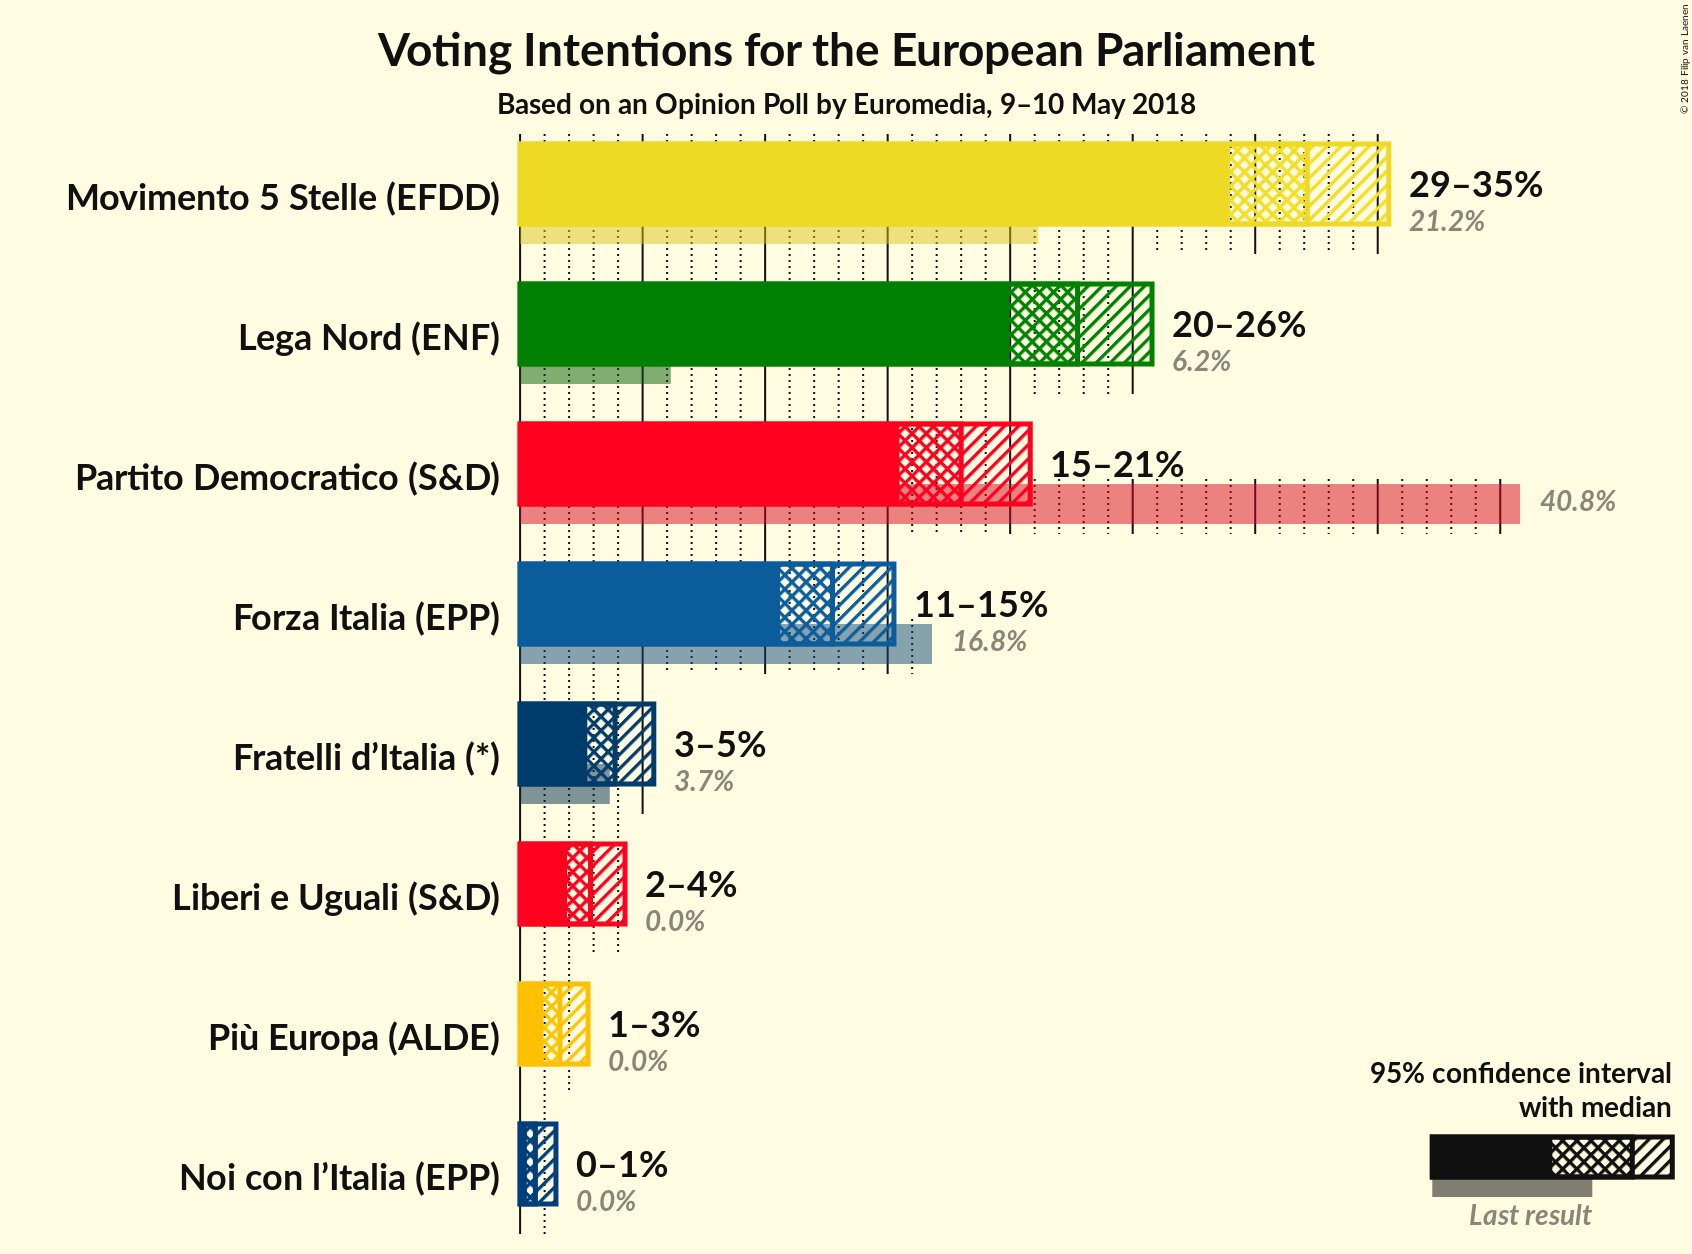 Voting Intentions for the European Parliament
Based on an Opinion Poll by Euromedia, 9–10 May 2018
© 2018 Filip van Laenen
Movimento 5 Stelle (EFDD)
29–35%
21.2%
Lega Nord (ENF)
20–26%
6.2%
Partito Democratico (S&D)
15–21%
40.8%
Forza Italia (EPP)
11–15%
16.8%
Fratelli d’Italia (*)
3–5%
3.7%
Liberi e Uguali (S&D)
2–4%
0.0%
Più Europa (ALDE)
1–3%
0.0%
Noi con l’Italia (EPP)
0–1%
0.0%
95% confidence interval
with median
Last result